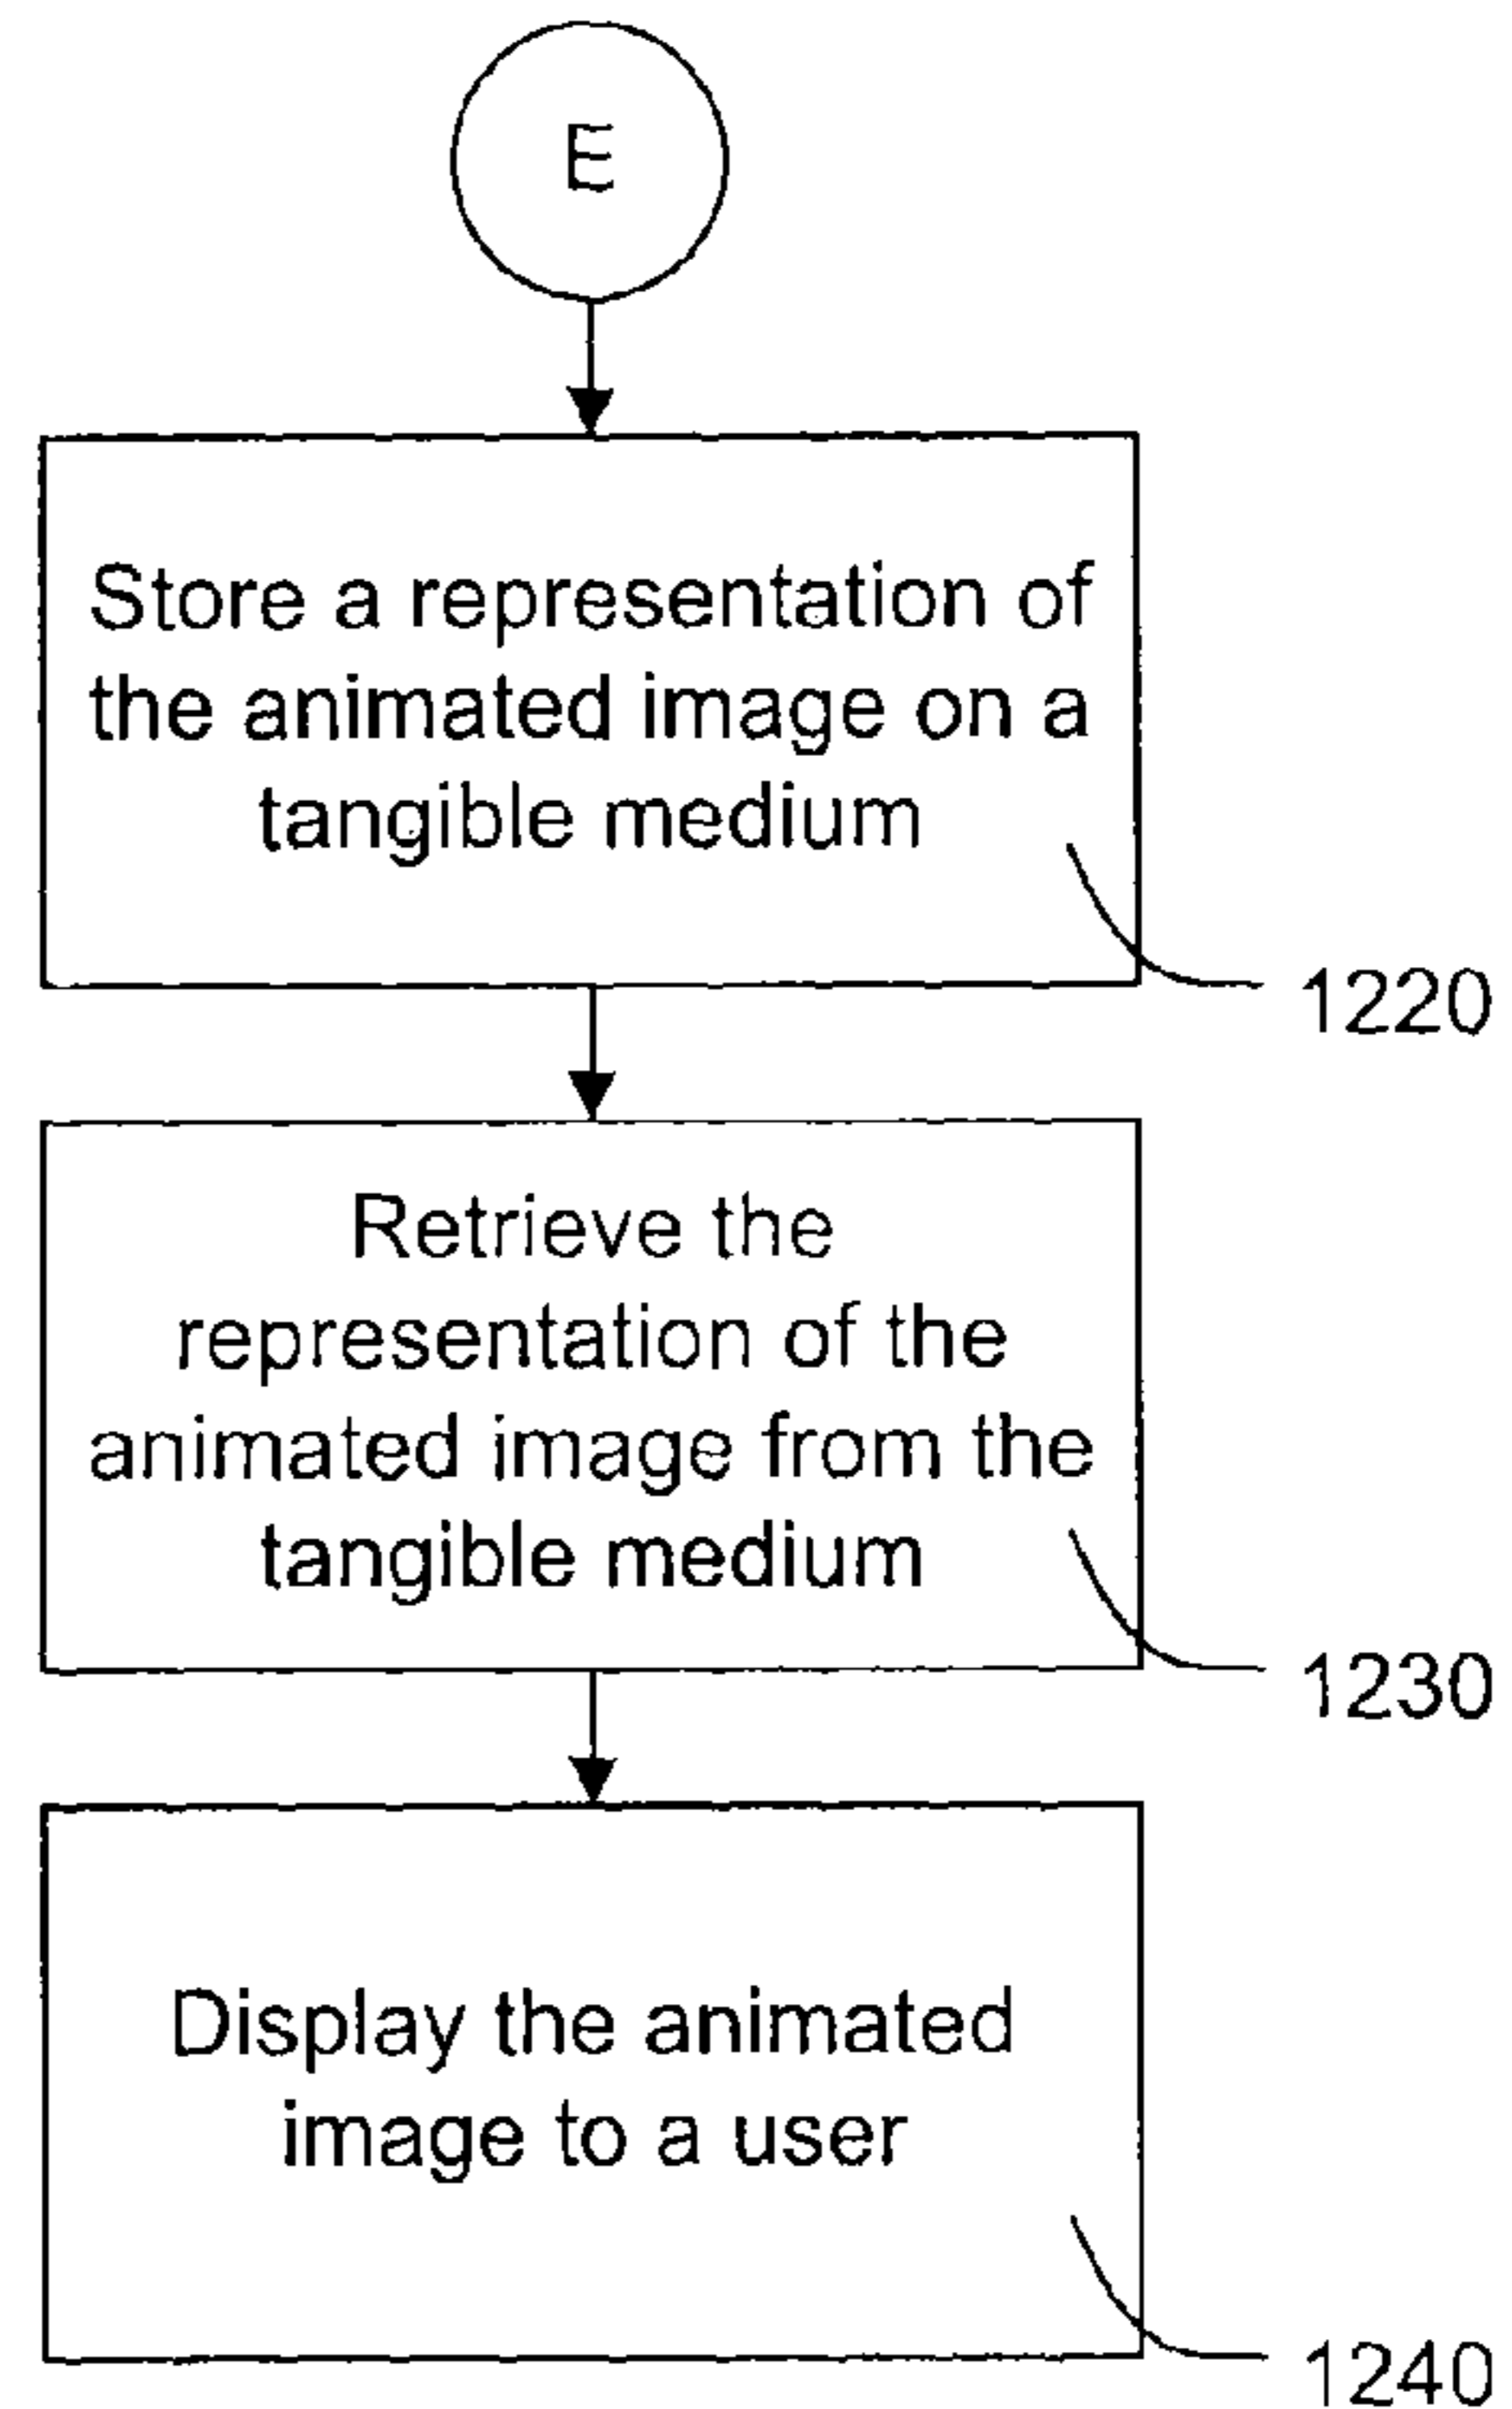 E
Store a representation of
the animated image on a
tangible medium
1220
Retrieve the
representation of the
animated image from the
tangible medium
1230
Display the animated
image to a user
1240